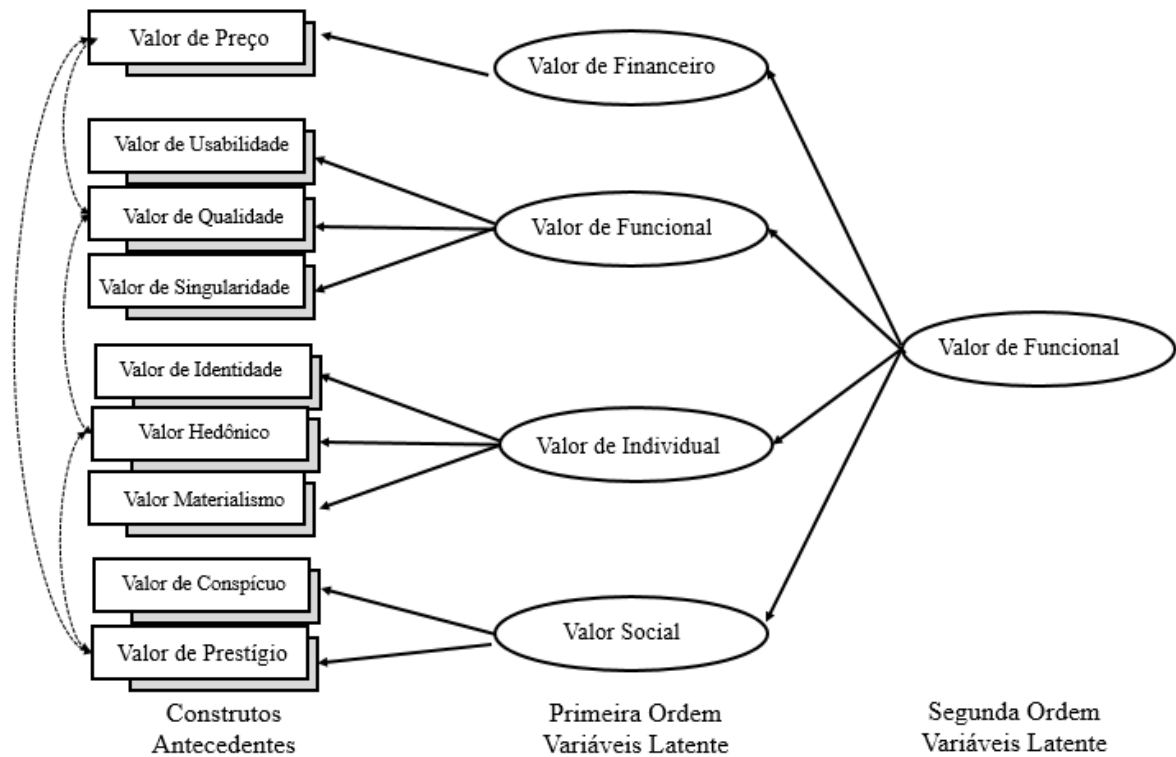 Valor de Preço
Valor de Usabilidade
Valor de Qualidade
Valor de Singularidade
Valor de Identidade
Valor Hedônico
Valor Materialismo
Valor de Conspícuo
Valor de Prestígio
Construtos
Antecedentes
Valor de Financeiro
Valor de Funcional
Valor de Individual
Valor Social
Primeira Ordem
Variáveis Latente
Valor de Funcional
Segunda Ordem
Variáveis Latente